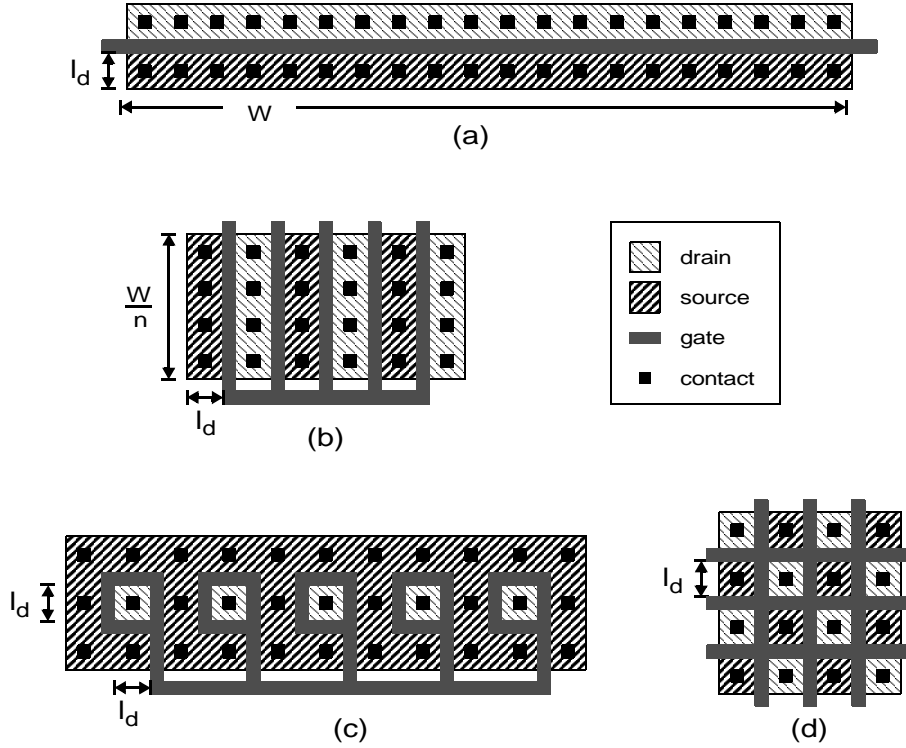 l_d
W
(a)
W
n
l_d
(b)
drain
source
gate
contact
l_d
l_d
(c)
l_d
(d)